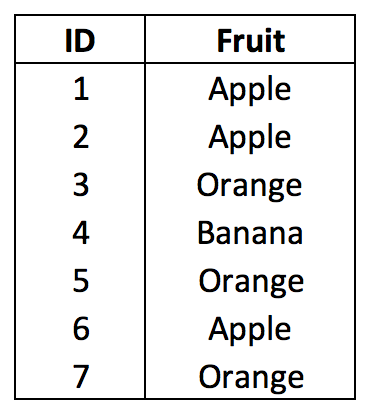 ID Fruit
1 Apple
2 Apple
3 Orange
4 Banana
5 Orange
6 Apple
7 Orange